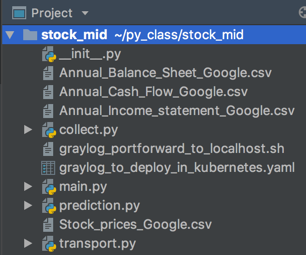 Project
stock_mid ~/py_class/stock_mid
__init__.py
Annual_Balance_Sheet_Google.csv
Annual_Cash_Flow_Google.csv
Annual_Income_statement_Google.csv
collect.py
graylog_portforward_to_localhost.sh
graylog_to_deploy_in_kubernetes.yaml
main.py
prediction.py
Stock_prices_Google.csv
transport.py